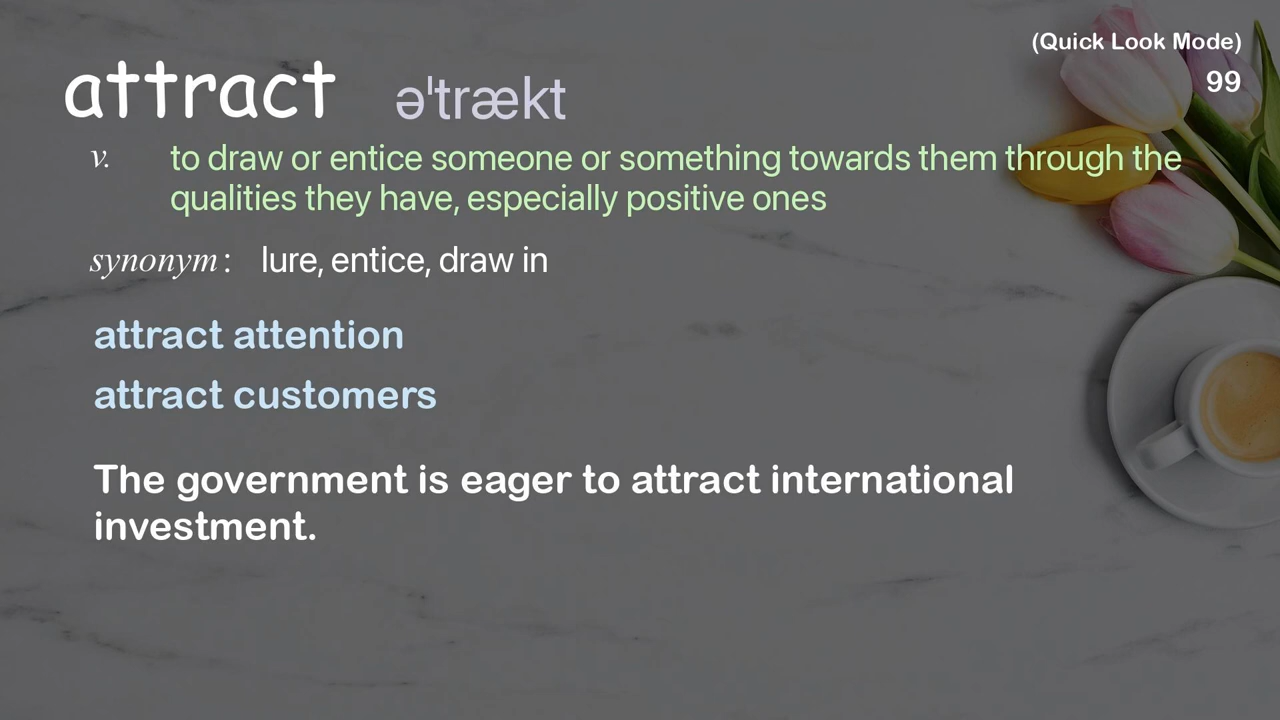 (Quick Look Mode)
99
attract əˈtrækt
v. to draw or entice someone or something towards them through the
qualities they have, especially positive ones
synonym: lure, entice, draw in
attract attention
attract customers
The government is eager to attract international
investment.